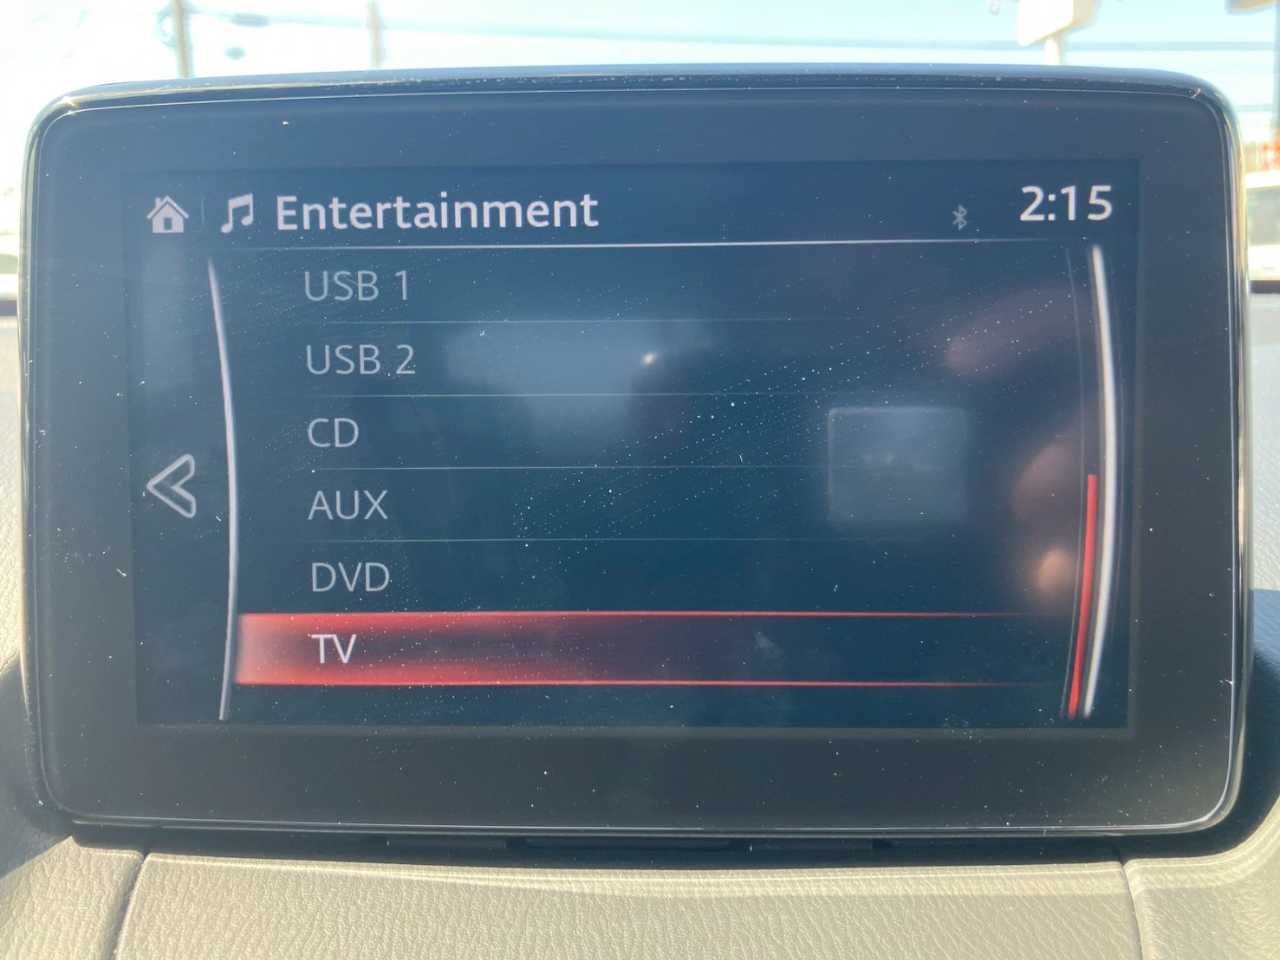 Entertainment
2:15
USB 1
USB 2
CD
AUX
DVD
TV